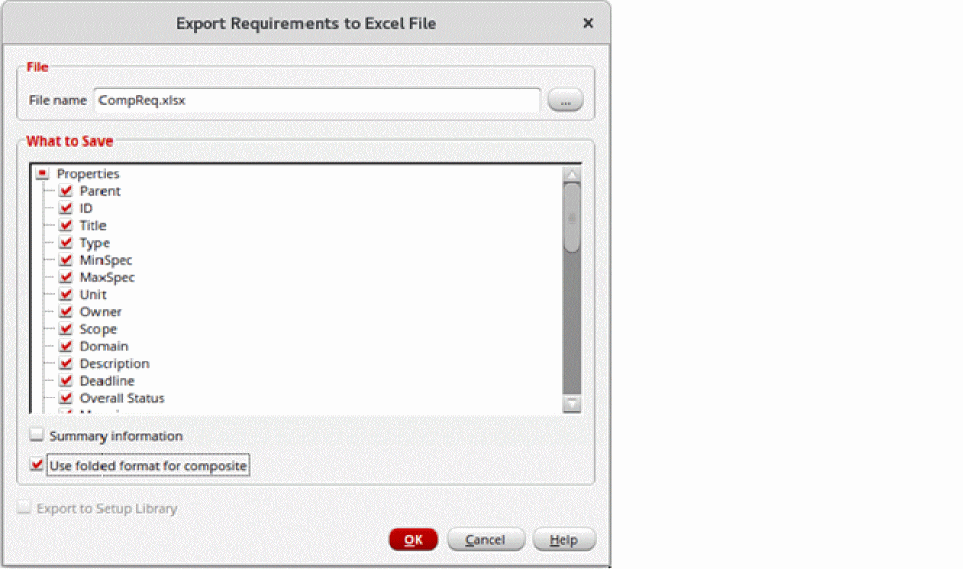 Export Requirements to Excel File
File
File name CompReq.xlsx ...
What to Save
Properties
Parent
ID
Title
Type
MinSpec
MaxSpec
Unit
Owner
Scope
Domain
Description
Deadline
Overall Status
Summary information
Use folded format for composite
Export to Setup Library
OK Cancel Help